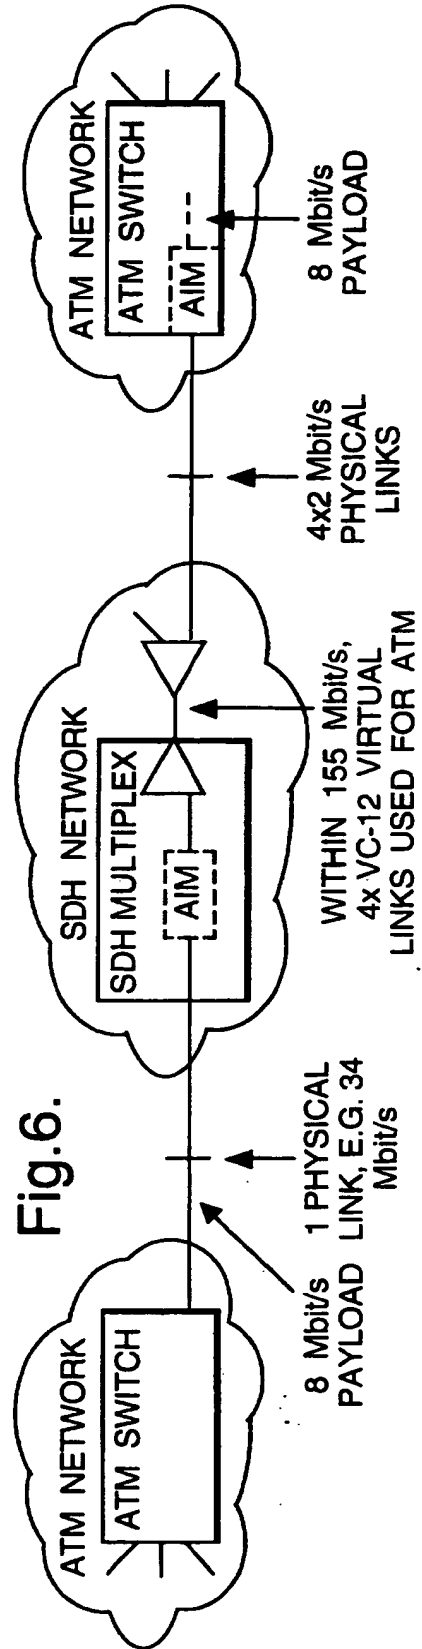 Fig.6.
ATM NETWORK
ATM SWITCH
8 Mbit/s
PAYLOAD
1 PHYSICAL
LINK, E.G. 34
Mbit/s
SDH NETWORK
SDH MULTIPLEX
AIM
WITHIN 155 Mbit/s,
4x VC-12 VIRTUAL
LINKS USED FOR ATM
4x2 Mbit/s
PHYSICAL
LINKS
ATM NETWORK
ATM SWITCH
AIM
8 Mbit/s
PAYLOAD